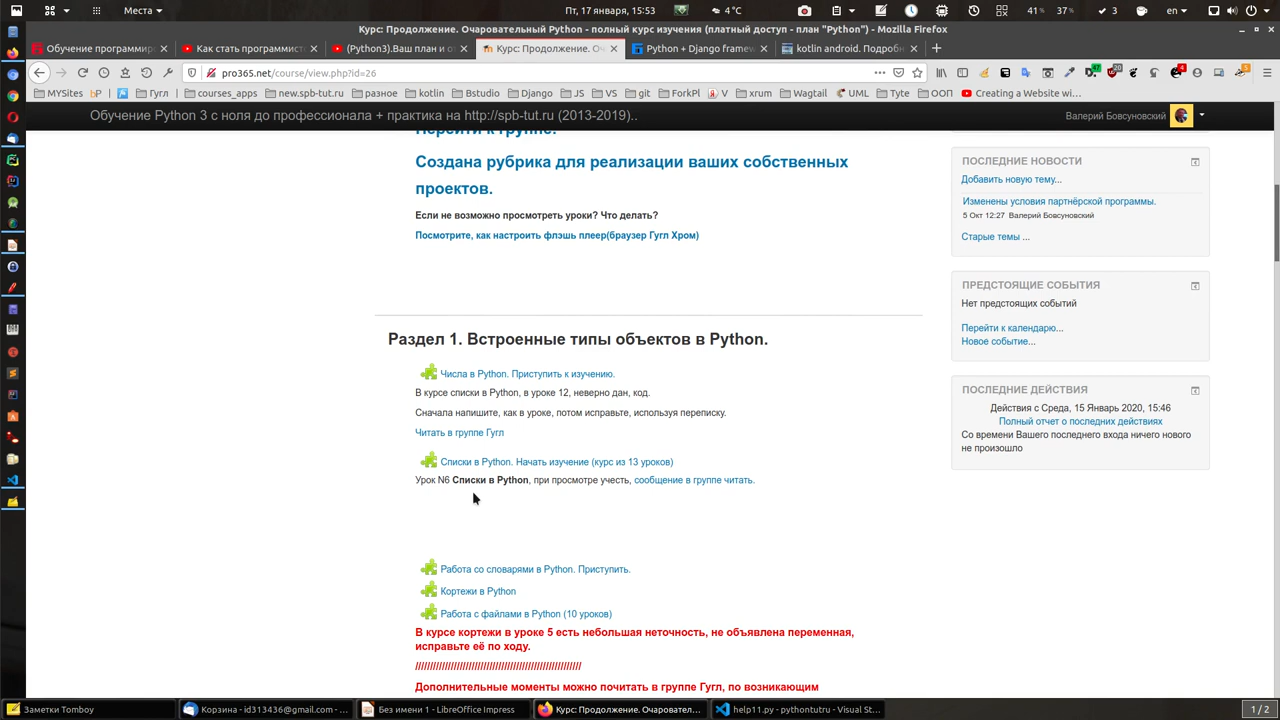 Места
Пт, 17 января, 15:53
4°C
41 %
37 %
3
en
Курс: Продолжение. Очаровательный Python - полный курс изучения (платный доступ - план "Python") - Mozilla Firefox
Обучение программир
Как стать программист
(Python3).Ваш план и о
Курс: Продолжение. О
Python + Django framew
kotlin android. Подробн
pro365.net/course/view.php?id=26
MYSites
bP
Гугл
courses_apps
new.spb-tut.ru
разное
kotlin
Bstudio
Django
JS
VS
git
ForkPl
V
xrum
Wagtail
UML
Tyte
ООП
Creating a Website wi...
Обучение Python 3 с ноля до профессионала + практика на http://spb-tut.ru (2013-2019)..
Валерий Бовсуновский
Перейти к группе.
Создана рубрика для реализации ваших собственных
проектов.
Если не возможно просмотреть уроки? Что делать?
Посмотрите, как настроить флэшь плеер(браузер Гугл Хром)
Раздел 1. Встроенные типы объектов в Python.
Числа в Python. Приступить к изучению.
В курсе списки в Python, в уроке 12, неверно дан, код.
Сначала напишите, как в уроке, потом исправьте, используя переписку.
Читать в группе Гугл
Списки в Python. Начать изучение (курс из 13 уроков)
Урок N6 Списки в Python, при просмотре учесть, сообщение в группе читать.
Работа со словарями в Python. Приступить.
Кортежи в Python
Работа с файлами в Python (10 уроков)
В курсе кортежи в уроке 5 есть небольшая неточность, не объявлена переменная,
исправьте её по ходу.
Дополнительные моменты можно почитать в группе Гугл, по возникающим
ПОСЛЕДНИЕ НОВОСТИ
Добавить новую тему...
Изменены условия партнёрской программы.
5 Окт 12:27 Валерий Бовсуновский
Старые темы ...
ПРЕДСТОЯЩИЕ СОБЫТИЯ
Нет предстоящих событий
Перейти к календарю...
Новое событие...
ПОСЛЕДНИЕ ДЕЙСТВИЯ
Действия с Среда, 15 Январь 2020, 15:46
Полный отчет о последних действиях
Со времени Вашего последнего входа ничего нового
не произошло
Заметки Tomboy
Корзина - id313436@gmail.com - ...
Без имени 1 - LibreOffice Impress
Курс: Продолжение. Очаровател...
help11.py - pythontutru - Visual St...
1 / 2